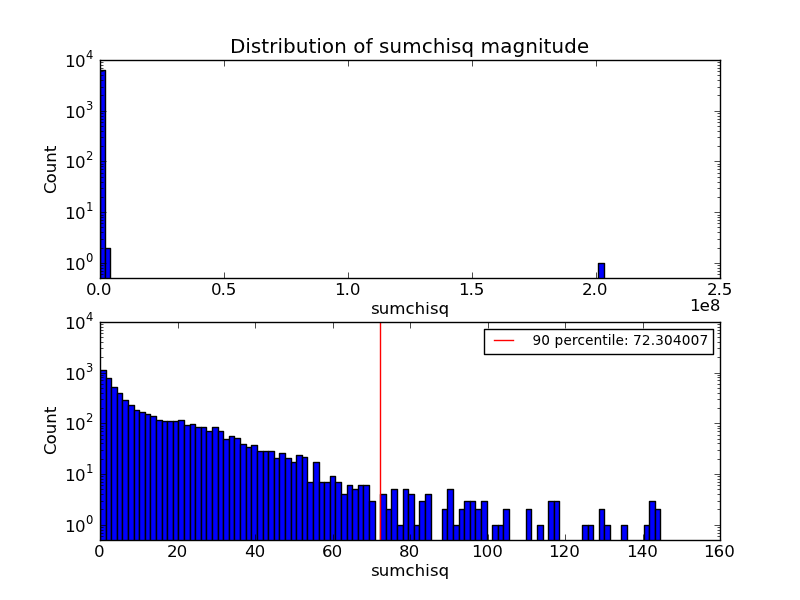 Distribution of sumchisq magnitude
10^4
10^3
10^2
10^1
10^0
Count
0.0 0.5 1.0 1.5 2.0 2.5
1e8
sumchisq
10^4
10^3
10^2
10^1
10^0
Count
90 percentile: 72.304007
0 20 40 60 80 100 120 140 160
sumchisq